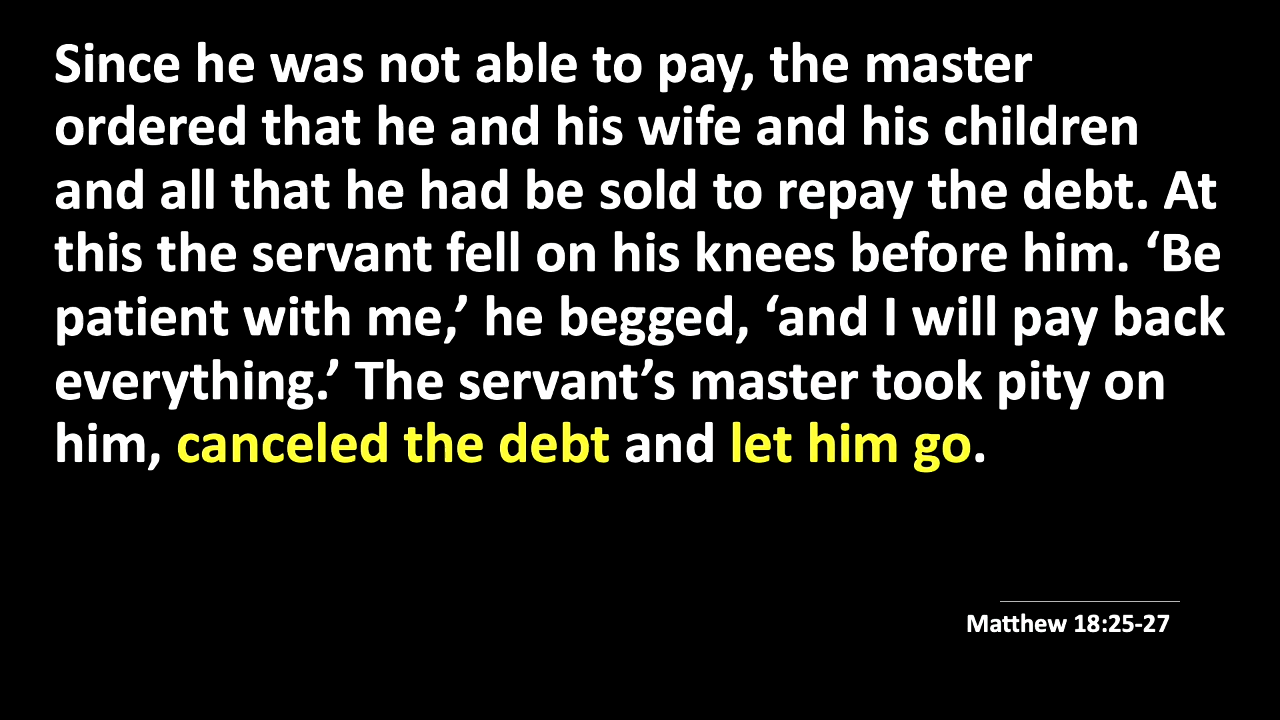 Since he was not able to pay, the master
ordered that he and his wife and his children
and all that he had be sold to repay the debt. At
this the servant fell on his knees before him. ‘Be
patient with me,’ he begged, ‘and I will pay back
everything.’ The servant’s master took pity on
him, canceled the debt and let him go.
Matthew 18:25-27